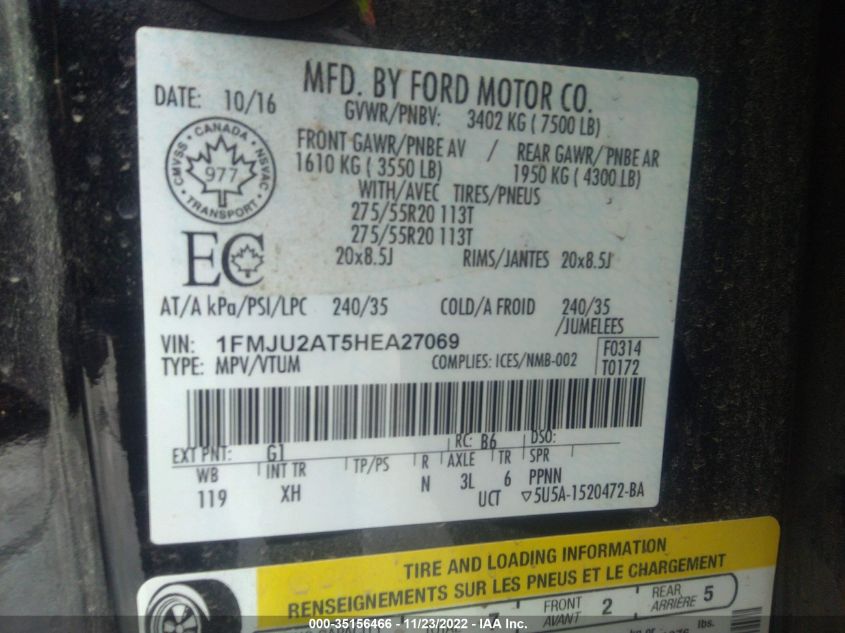 MFD. BY FORD MOTOR CO.
DATE: 10/16
GVWR/PNBV: 3402 KG ( 7500 LB)
CANADA
CMVSS
NSVAC
977
TRANSPORT
FRONT GAWR/PNBE AV / REAR GAWR/PNBE AR
1610 KG ( 3550 LB) 1950 KG ( 4300 LB)
WITH/AVEC TIRES/PNEUS
275/55R20 113T
275/55R20 113T
EC
20x8.5J RIMS/JANTES 20x8.5J
AT/A kPa/PSI/LPC 240/35 COLD/A FROID 240/35
/JUMELEES
VIN: 1FMJU2AT5HEA27069
F0314
TYPE: MPV/VTUM COMPLIES: ICES/NMB-002
T0172
EXT PNT: G1 RC: B6 DSO:
WB INT TR TP/PS R AXLE TR SPR
119 XH N 3L 6 PPNN
UCT ▽5U5A-1520472-BA
TIRE AND LOADING INFORMATION
RENSEIGNEMENTS SUR LES PNEUS ET LE CHARGEMENT
FRONT AVANT 2 REAR ARRIÈRE 5
lbs.
000-35156466 - 11/23/2022 - IAA Inc.